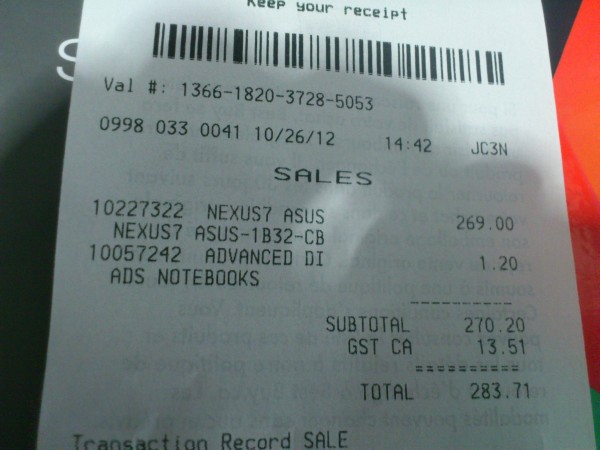 Keep your receipt
Val #: 1366-1820-3728-5053
0998 033 0041 10/26/12 14:42 JC3N
SALES
10227322 NEXUS7 ASUS 269.00
NEXUS7 ASUS-1B32-CB
10057242 ADVANCED DI 1.20
ADS NOTEBOOKS
----------
SUBTOTAL 270.20
GST CA 13.51
==========
TOTAL 283.71
Transaction Record SALE